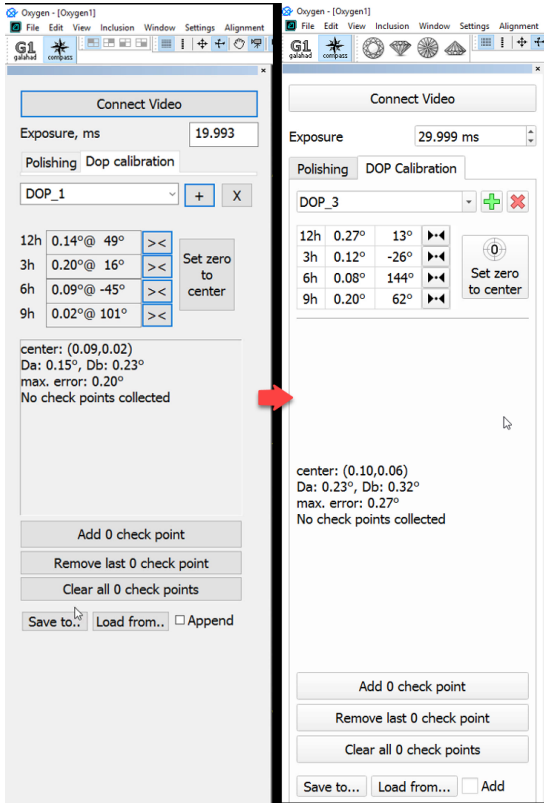 Oxygen - [Oxygen1]
File Edit View Inclusion Window Settings Alignment
G1 galahad compass
Connect Video
Exposure, ms 19.993
Polishing Dop calibration
DOP_1 + X
12h 0.14°@ 49° ><
3h 0.20°@ 16° ><
6h 0.09°@ -45° ><
9h 0.02°@ 101° ><
Set zero
to
center
center: (0.09,0.02)
Da: 0.15°, Db: 0.23°
max. error: 0.20°
No check points collected
Add 0 check point
Remove last 0 check point
Clear all 0 check points
Save to.. Load from.. Append
Oxygen - [Oxygen1]
File Edit View Inclusion Window Settings Alignment
G1 galahad compass
Connect Video
Exposure 29.999 ms
Polishing DOP Calibration
DOP_3
12h 0.27° 13°
3h 0.12° -26°
6h 0.08° 144°
9h 0.20° 62°
0
Set zero
to center
center: (0.10,0.06)
Da: 0.23°, Db: 0.32°
max. error: 0.27°
No check points collected
Add 0 check point
Remove last 0 check point
Clear all 0 check points
Save to... Load from... Add